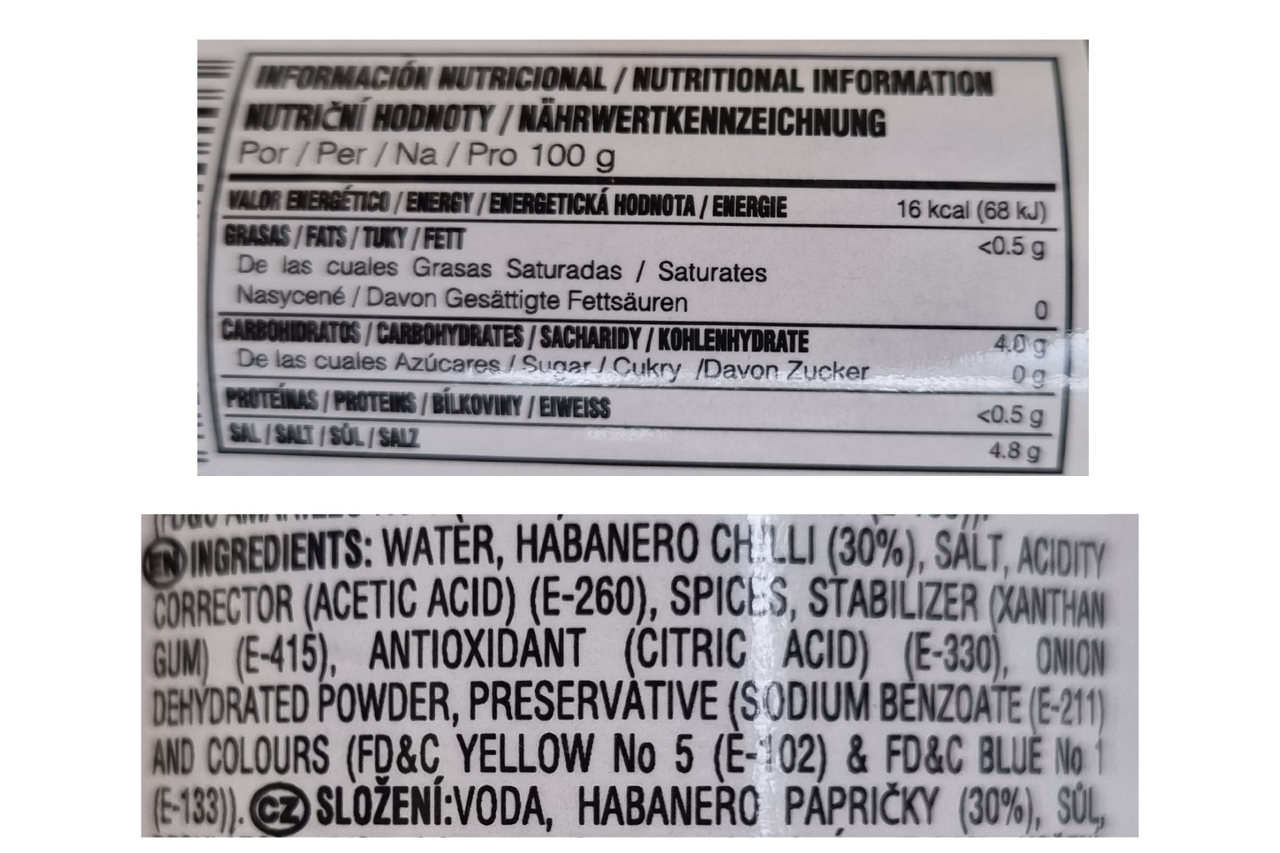 INFORMACIÓN NUTRICIONAL / NUTRITIONAL INFORMATION
NUTRIČNÍ HODNOTY / NÄHRWERTKENNZEICHNUNG
Por / Per / Na / Pro 100 g
VALOR ENERGÉTICO / ENERGY / ENERGETICKÁ HODNOTA / ENERGIE 16 kcal (68 kJ)
GRASAS / FATS / TUKY / FETT <0.5 g
De las cuales Grasas Saturadas / Saturates
Nasycené / Davon Gesättigte Fettsäuren 0
CARBOHIDRATOS / CARBOHYDRATES / SACHARIDY / KOHLENHYDRATE 4.0 g
De las cuales Azúcares / Sugar / Cukry /Davon Zucker 0 g
PROTEÍNAS / PROTEINS / BÍLKOVINY / EIWEISS <0.5 g
SAL / SALT / SŮL / SALZ 4.8 g
EN INGREDIENTS: WATER, HABANERO CHILLI (30%), SALT, ACIDITY
CORRECTOR (ACETIC ACID) (E-260), SPICES, STABILIZER (XANTHAN
GUM) (E-415), ANTIOXIDANT (CITRIC ACID) (E-330), ONION
DEHYDRATED POWDER, PRESERVATIVE (SODIUM BENZOATE (E-211)
AND COLOURS (FD&C YELLOW No 5 (E-102) & FD&C BLUE No 1
(E-133)). CZ SLOŽENÍ:VODA, HABANERO PAPRIČKY (30%), SŮL,